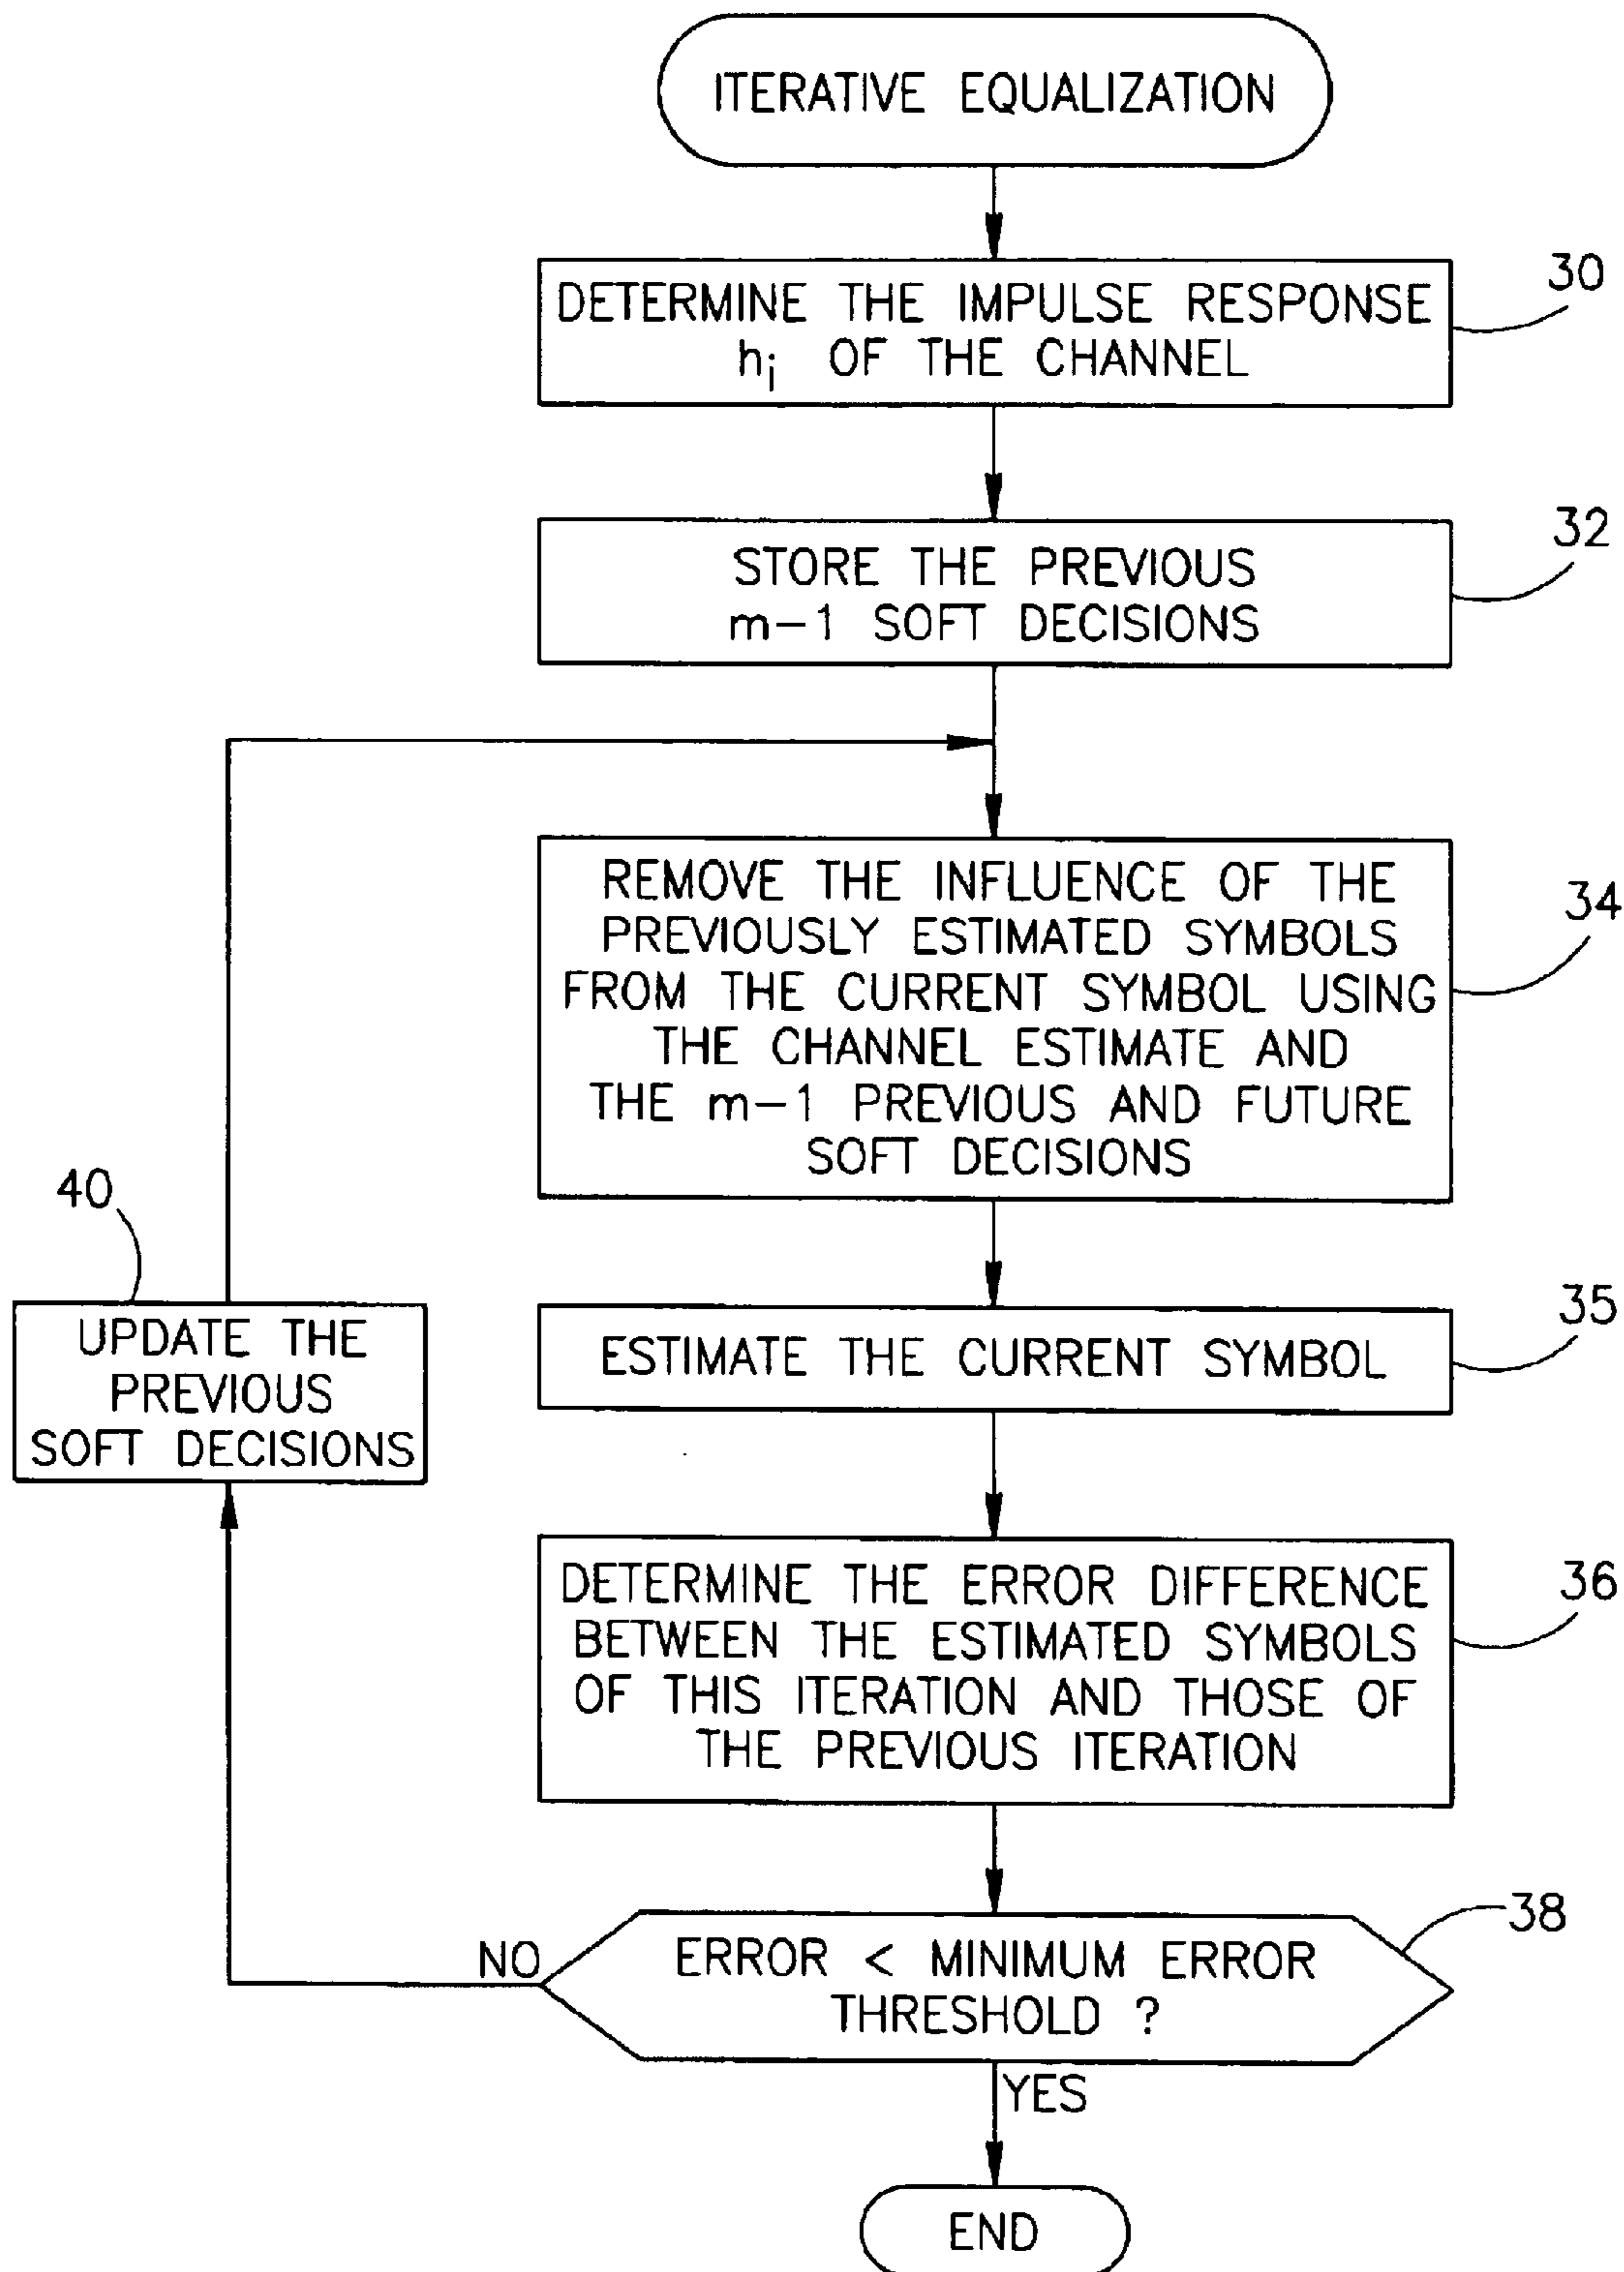 ITERATIVE EQUALIZATION
DETERMINE THE IMPULSE RESPONSE
hi OF THE CHANNEL
30
STORE THE PREVIOUS
m-1 SOFT DECISIONS
32
REMOVE THE INFLUENCE OF THE
PREVIOUSLY ESTIMATED SYMBOLS
FROM THE CURRENT SYMBOL USING
THE CHANNEL ESTIMATE AND
THE m-1 PREVIOUS AND FUTURE
SOFT DECISIONS
34
ESTIMATE THE CURRENT SYMBOL
35
DETERMINE THE ERROR DIFFERENCE
BETWEEN THE ESTIMATED SYMBOLS
OF THIS ITERATION AND THOSE OF
THE PREVIOUS ITERATION
36
ERROR < MINIMUM ERROR
THRESHOLD ?
38
NO
40
UPDATE THE
PREVIOUS
SOFT DECISIONS
YES
END